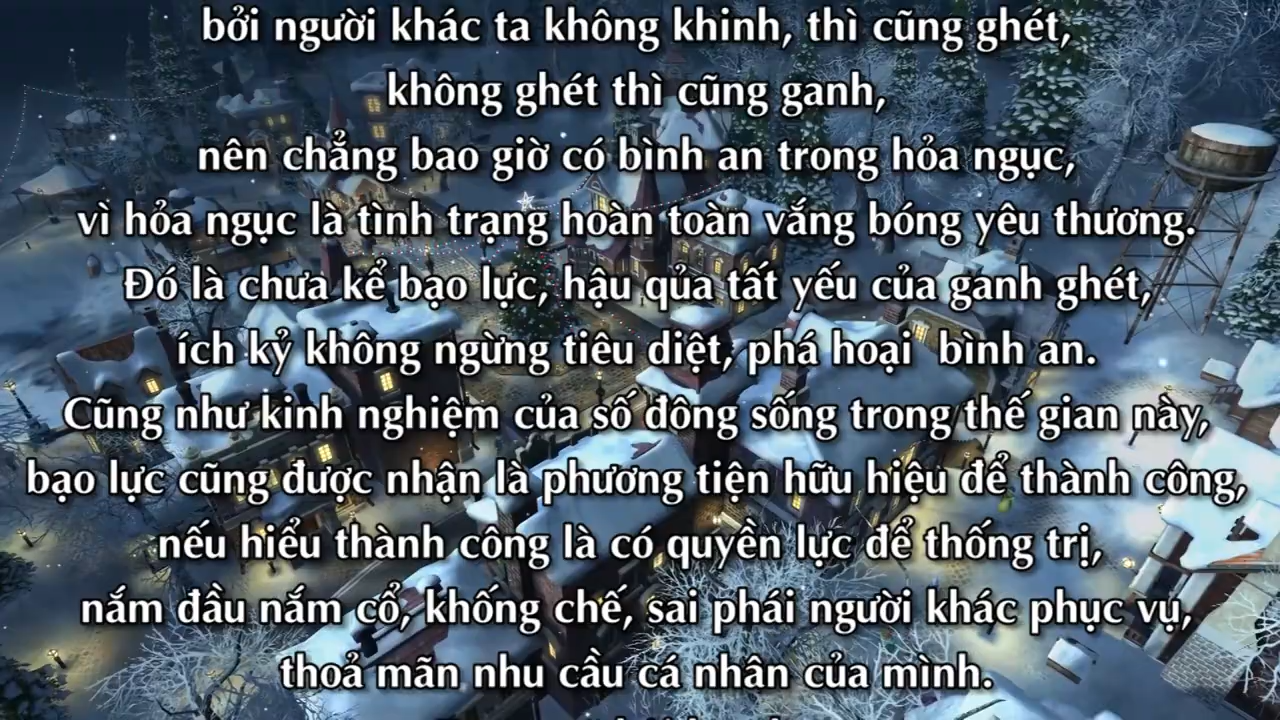 bởi người khác ta không khinh, thì cũng ghét,
không ghét thì cũng ganh,
nên chẳng bao giờ có bình an trong hỏa ngục,
vì hỏa ngục là tình trạng hoàn toàn vắng bóng yêu thương.
Đó là chưa kể bạo lực, hậu qủa tất yếu của ganh ghét,
ích kỷ không ngừng tiêu diệt, phá hoại  bình an.
Cũng như kinh nghiệm của số đông sống trong thế gian này,
bạo lực cũng được nhận là phương tiện hữu hiệu để thành công,
nếu hiểu thành công là có quyền lực để thống trị,
nắm đầu nắm cổ, khống chế, sai phái người khác phục vụ,
thoả mãn nhu cầu cá nhân của mình.